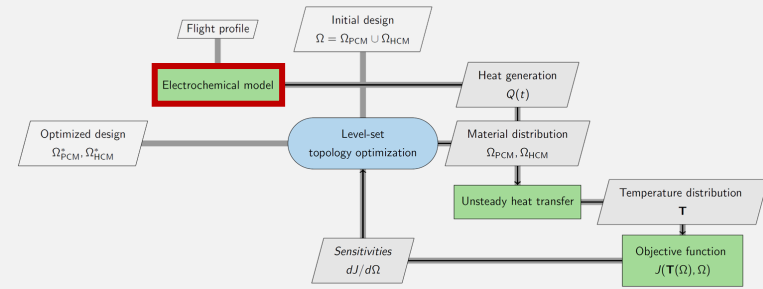 Flight profile
Initial design
Ω = Ω_PCM ∪ Ω_HCM
Electrochemical model
Heat generation
Q(t)
Optimized design
Ω*_PCM, Ω*_HCM
Level-set
topology optimization
Material distribution
Ω_PCM, Ω_HCM
Unsteady heat transfer
Temperature distribution
T
Sensitivities
dJ/dΩ
Objective function
J(T(Ω), Ω)